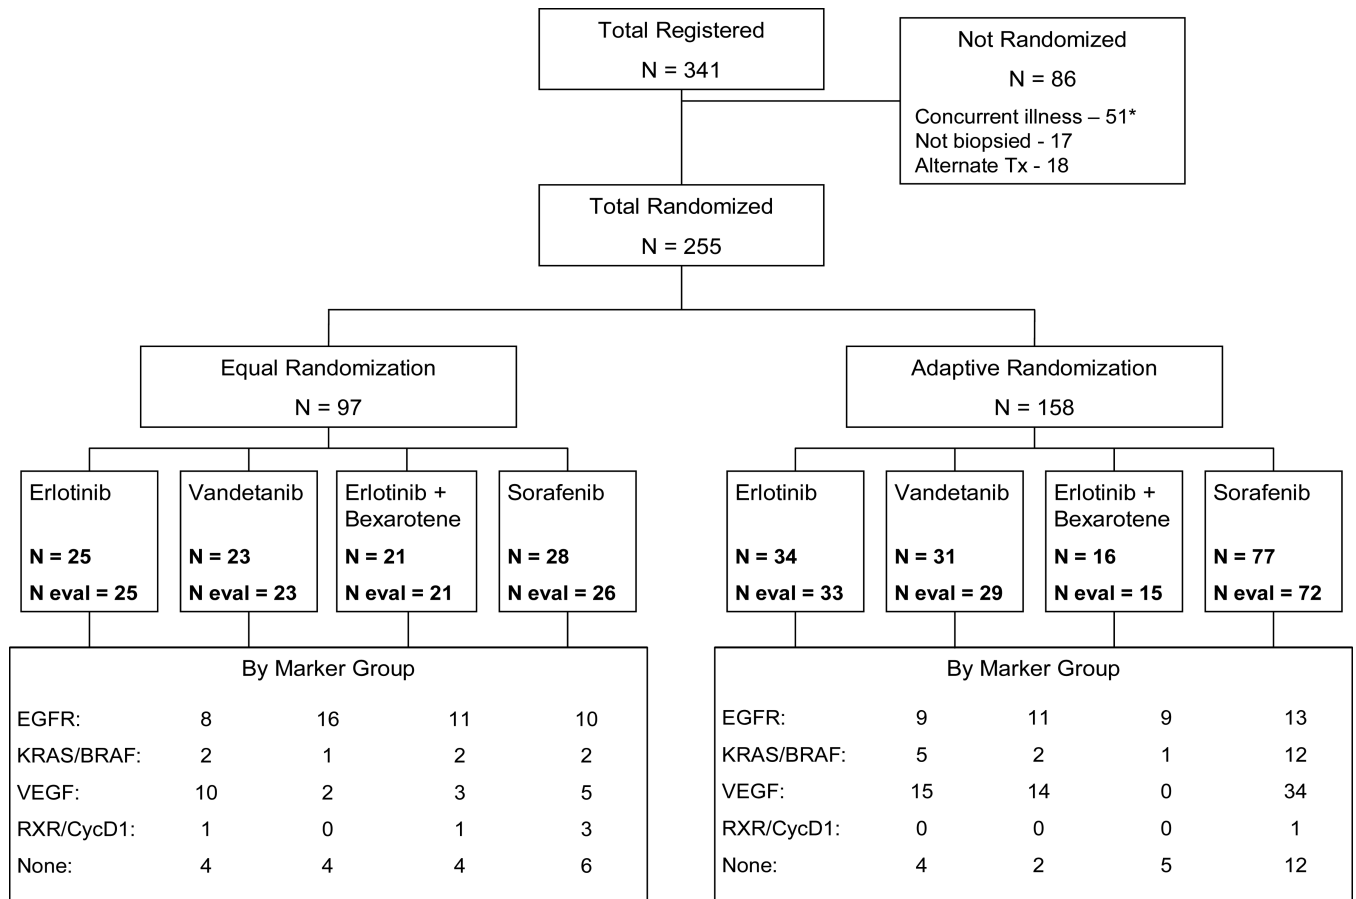 Total Registered
N = 341
Not Randomized
N = 86
Concurrent illness – 51*
Not biopsied - 17
Alternate Tx - 18
Total Randomized
N = 255
Equal Randomization
N = 97
Adaptive Randomization
N = 158
Erlotinib
N = 25
N eval = 25
Vandetanib
N = 23
N eval = 23
Erlotinib +
Bexarotene
N = 21
N eval = 21
Sorafenib
N = 28
N eval = 26
Erlotinib
N = 34
N eval = 33
Vandetanib
N = 31
N eval = 29
Erlotinib +
Bexarotene
N = 16
N eval = 15
Sorafenib
N = 77
N eval = 72
By Marker Group
EGFR: 8 16 11 10
KRAS/BRAF: 2 1 2 2
VEGF: 10 2 3 5
RXR/CycD1: 1 0 1 3
None: 4 4 4 6
By Marker Group
EGFR: 9 11 9 13
KRAS/BRAF: 5 2 1 12
VEGF: 15 14 0 34
RXR/CycD1: 0 0 0 1
None: 4 2 5 12